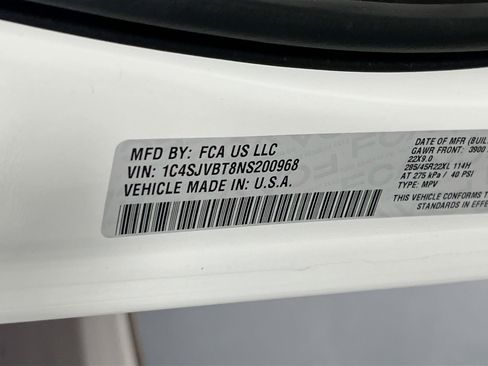 MFD BY: FCA US LLC
VIN: 1C4SJVBT8NS200968
VEHICLE MADE IN U.S.A.
DATE OF MFR (BUIL
GAWR FRONT: 3900
22X9.0
285/45R22XL 114H
AT 275 kPa / 40 PSI
TYPE: MPV
THIS VEHICLE CONFORMS T
STANDARDS IN EFFE